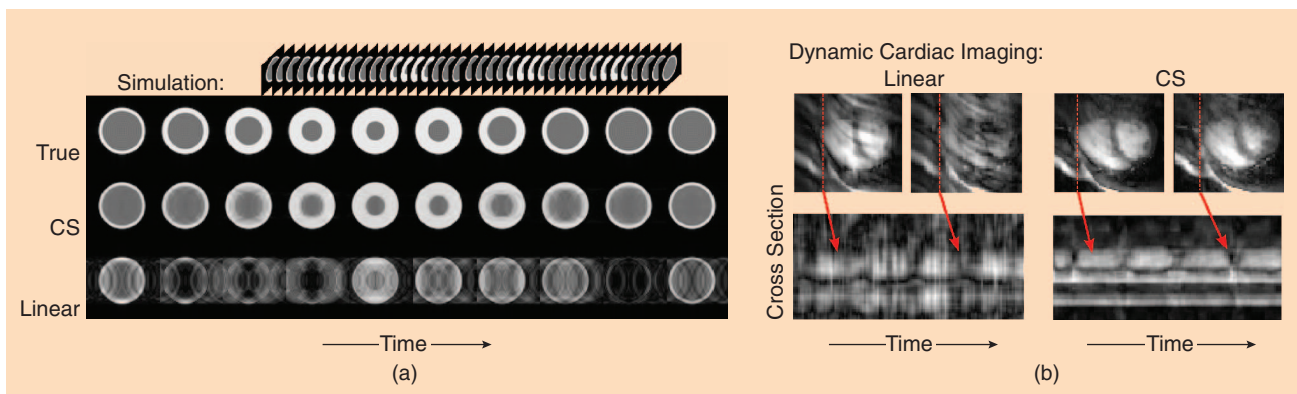 Simulation:
True
CS
Linear
Time
(a)
Dynamic Cardiac Imaging:
Linear
CS
Cross Section
Time
Time
(b)